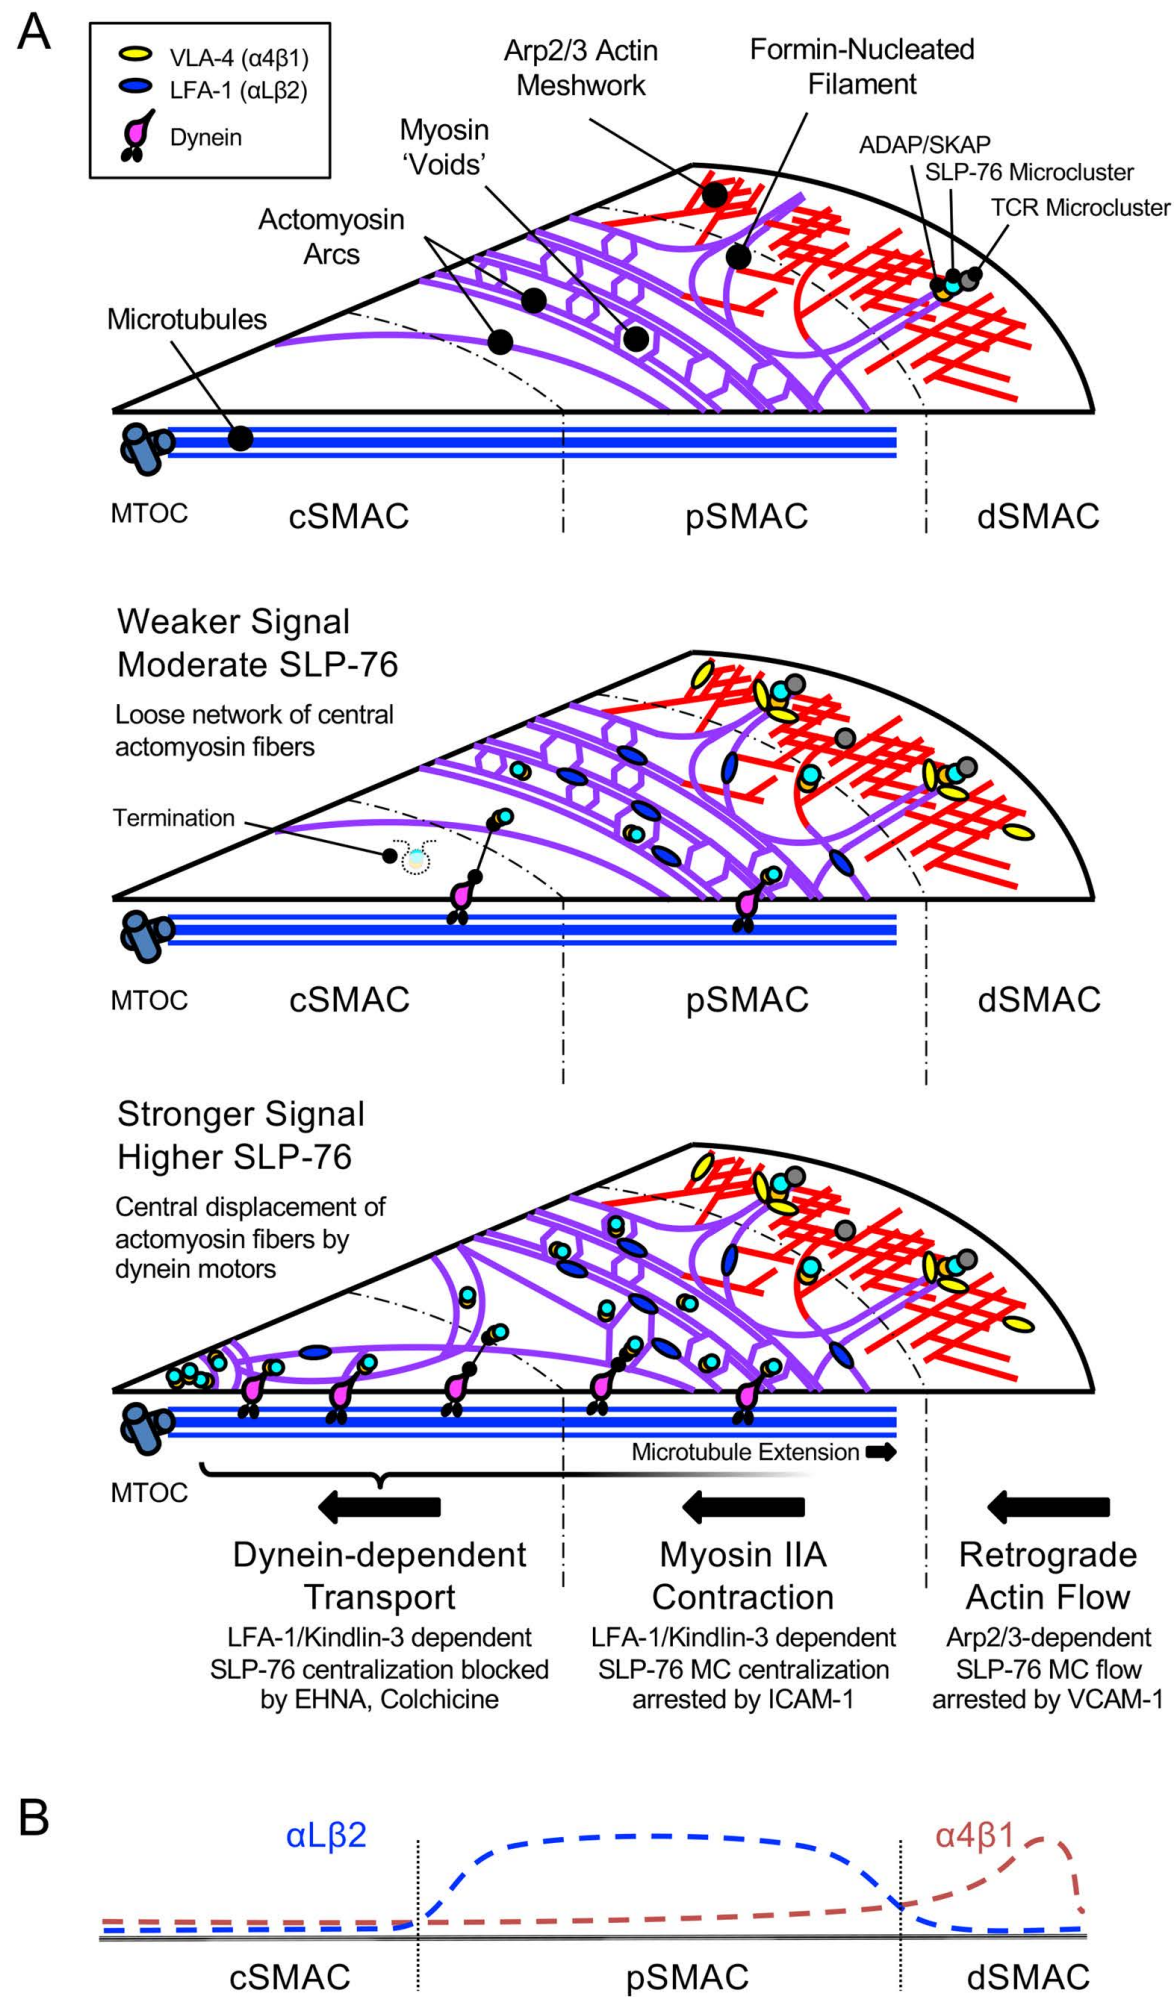 A
VLA-4 (α4β1)
LFA-1 (αLβ2)
Dynein
Arp2/3 Actin
Meshwork
Formin-Nucleated
Filament
Myosin
‘Voids’
ADAP/SKAP
SLP-76 Microcluster
TCR Microcluster
Actomyosin
Arcs
Microtubules
MTOC
cSMAC
pSMAC
dSMAC
Weaker Signal
Moderate SLP-76
Loose network of central
actomyosin fibers
Termination
MTOC
cSMAC
pSMAC
dSMAC
Stronger Signal
Higher SLP-76
Central displacement of
actomyosin fibers by
dynein motors
Microtubule Extension
MTOC
Dynein-dependent
Transport
LFA-1/Kindlin-3 dependent
SLP-76 centralization blocked
by EHNA, Colchicine
Myosin IIA
Contraction
LFA-1/Kindlin-3 dependent
SLP-76 MC centralization
arrested by ICAM-1
Retrograde
Actin Flow
Arp2/3-dependent
SLP-76 MC flow
arrested by VCAM-1
B
αLβ2
α4β1
cSMAC
pSMAC
dSMAC